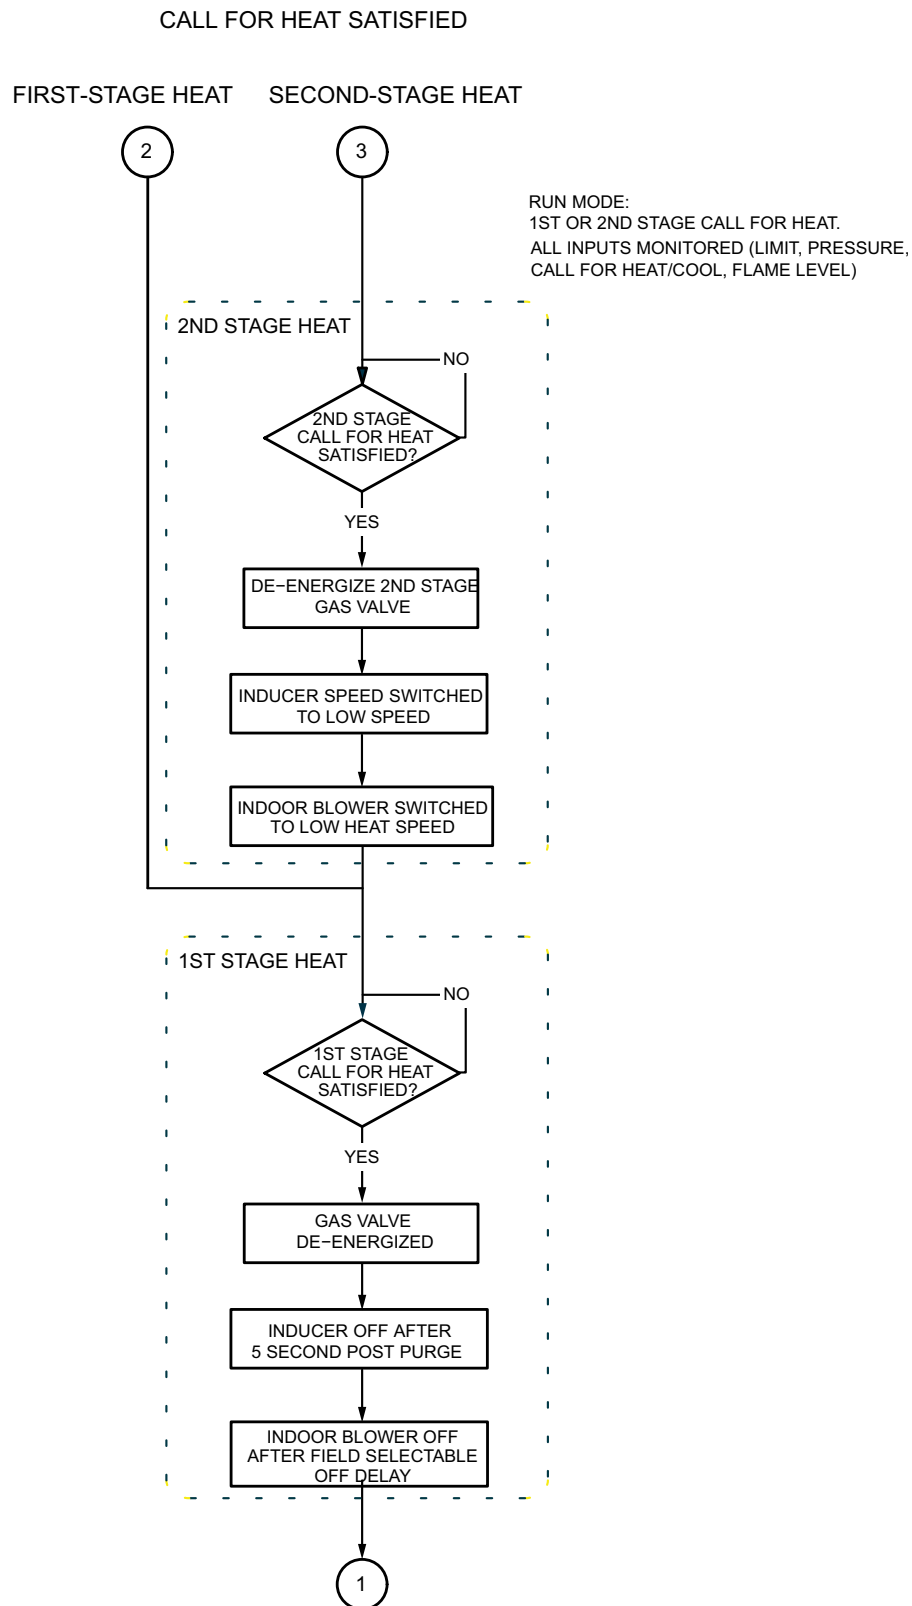 CALL FOR HEAT SATISFIED
FIRST-STAGE HEAT
SECOND-STAGE HEAT
2
3
RUN MODE:
1ST OR 2ND STAGE CALL FOR HEAT.
ALL INPUTS MONITORED (LIMIT, PRESSURE,
CALL FOR HEAT/COOL, FLAME LEVEL)
2ND STAGE HEAT
NO
2ND STAGE
CALL FOR HEAT
SATISFIED?
YES
DE−ENERGIZE 2ND STAGE
GAS VALVE
INDUCER SPEED SWITCHED
TO LOW SPEED
INDOOR BLOWER SWITCHED
TO LOW HEAT SPEED
1ST STAGE HEAT
NO
1ST STAGE
CALL FOR HEAT
SATISFIED?
YES
GAS VALVE
DE−ENERGIZED
INDUCER OFF AFTER
5 SECOND POST PURGE
INDOOR BLOWER OFF
AFTER FIELD SELECTABLE
OFF DELAY
1